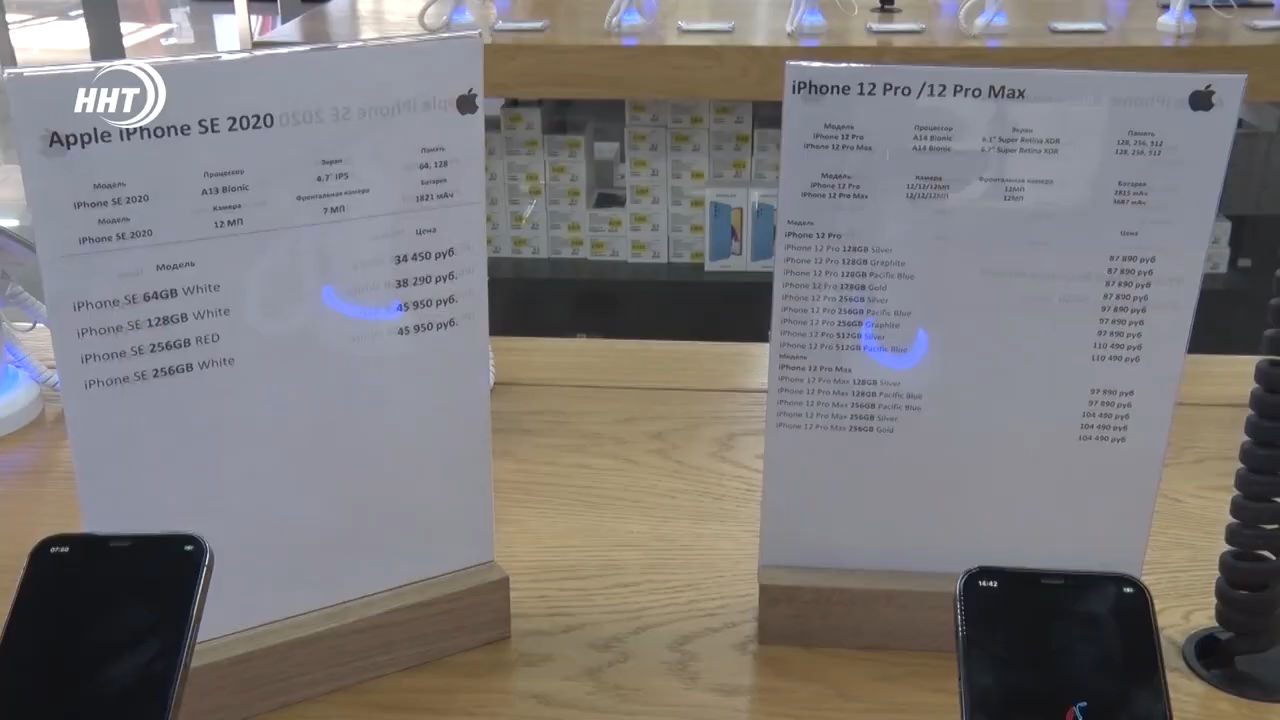 ННТ
Apple iPhone SE 2020
Модель Процессор Экран Память
iPhone SE 2020 A13 Bionic 4.7" IPS 64, 128
Модель Камера Фронтальная камера Батарея
iPhone SE 2020 12 МП 7 МП 1821 мАч
Модель Цена
iPhone SE 64GB White 34 450 руб.
iPhone SE 128GB White 38 290 руб.
iPhone SE 256GB RED 45 950 руб.
iPhone SE 256GB White 45 950 руб.
07:60
iPhone 12 Pro /12 Pro Max
Модель Процессор Экран Память
iPhone 12 Pro A14 Bionic 6.1" Super Retina XDR 128, 256, 512
iPhone 12 Pro Max A14 Bionic 6.7" Super Retina XDR 128, 256, 512
Модель Камера Фронтальная камера Батарея
iPhone 12 Pro 12/12/12МП 12МП 2815 мАч
iPhone 12 Pro Max 12/12/12МП 12МП 3687 мАч
Модель Цена
iPhone 12 Pro
iPhone 12 Pro 128GB Silver 87 890 руб
iPhone 12 Pro 128GB Graphite 87 890 руб
iPhone 12 Pro 128GB Pacific Blue 87 890 руб
iPhone 12 Pro 128GB Gold 87 890 руб
iPhone 12 Pro 256GB Silver 97 890 руб
iPhone 12 Pro 256GB Pacific Blue 97 890 руб
iPhone 12 Pro 256GB Graphite 97 890 руб
iPhone 12 Pro 512GB Silver 110 490 руб
iPhone 12 Pro 512GB Pacific Blue 110 490 руб
Модель
iPhone 12 Pro Max
iPhone 12 Pro Max 128GB Silver 97 890 руб
iPhone 12 Pro Max 128GB Pacific Blue 97 890 руб
iPhone 12 Pro Max 256GB Pacific Blue 104 490 руб
iPhone 12 Pro Max 256GB Silver 104 490 руб
iPhone 12 Pro Max 256GB Gold 104 490 руб
14:42